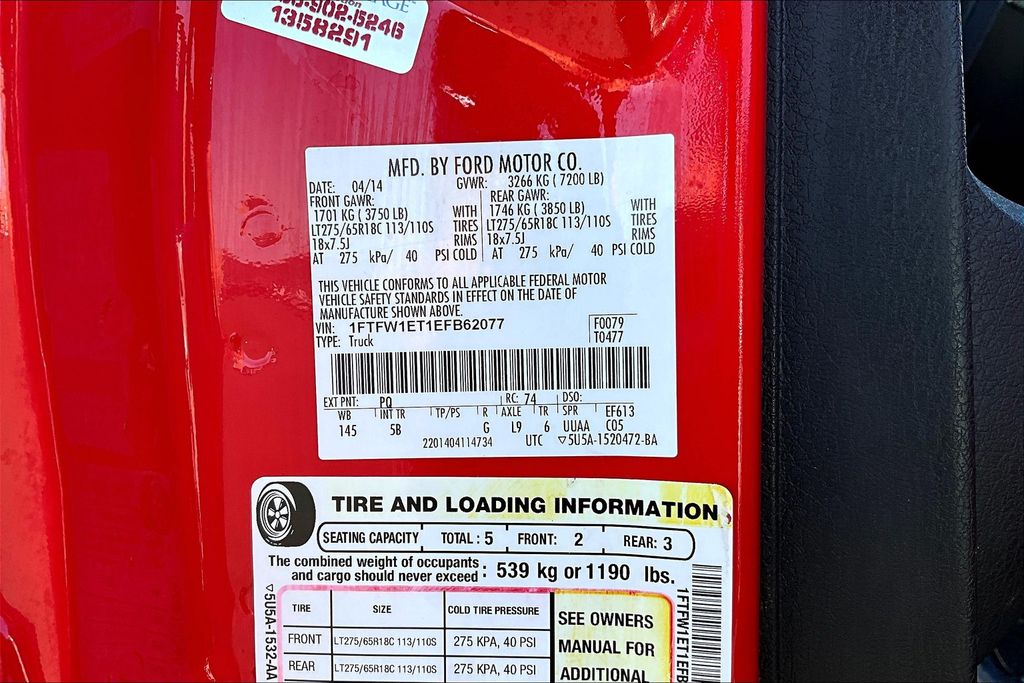 902-5246
1358291
MFD. BY FORD MOTOR CO.
DATE: 04/14 GVWR: 3266 KG ( 7200 LB)
FRONT GAWR: REAR GAWR:
1701 KG ( 3750 LB) WITH 1746 KG ( 3850 LB) WITH
LT275/65R18C 113/110S TIRES LT275/65R18C 113/110S TIRES
18x7.5J RIMS 18x7.5J RIMS
AT 275 kPa/ 40 PSI COLD AT 275 kPa/ 40 PSI COLD
THIS VEHICLE CONFORMS TO ALL APPLICABLE FEDERAL MOTOR
VEHICLE SAFETY STANDARDS IN EFFECT ON THE DATE OF
MANUFACTURE SHOWN ABOVE.
VIN: 1FTFW1ET1EFB62077 F0079
TYPE: Truck T0477
EXT PNT: PQ RC: 74 DSO:
WB INT TR TP/PS R AXLE TR SPR EF613
145 5B G L9 6 UUAA C05
2201404114734 UTC ▽5U5A-1520472-BA
TIRE AND LOADING INFORMATION
SEATING CAPACITY TOTAL : 5 FRONT: 2 REAR: 3
The combined weight of occupants
and cargo should never exceed : 539 kg or 1190 lbs.
TIRE SIZE COLD TIRE PRESSURE
FRONT LT275/65R18C 113/110S 275 KPA, 40 PSI
REAR LT275/65R18C 113/110S 275 KPA, 40 PSI
SEE OWNERS
MANUAL FOR
ADDITIONAL
▽5U5A-1532-AA
1FTFW1ET1EFB